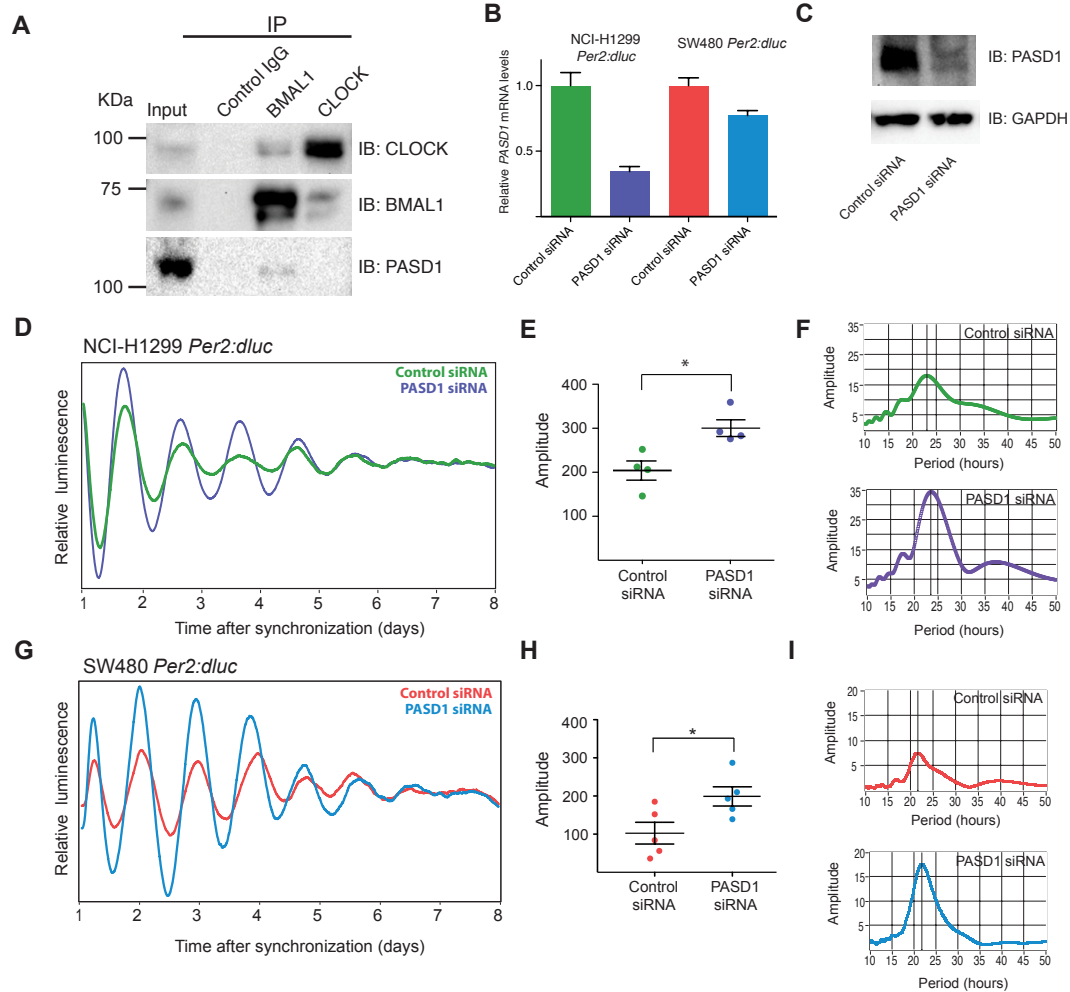 A
IP
KDa
Input
Control IgG
BMAL1
CLOCK
100
IB: CLOCK
75
IB: BMAL1
IB: PASD1
100
B
NCI-H1299
Per2:dluc
SW480 Per2:dluc
Relative PASD1 mRNA levels
1.0
0.5
Control siRNA
PASD1 siRNA
Control siRNA
PASD1 siRNA
C
IB: PASD1
IB: GAPDH
Control siRNA
PASD1 siRNA
D
NCI-H1299 Per2:dluc
Control siRNA
PASD1 siRNA
Relative luminescence
1 2 3 4 5 6 7 8
Time after synchronization (days)
E
*
Amplitude
400
300
200
100
Control siRNA
PASD1 siRNA
F
Control siRNA
Amplitude
35
25
15
5
10 15 20 25 30 35 40 45 50
Period (hours)
PASD1 siRNA
Amplitude
35
25
15
5
10 15 20 25 30 35 40 45 50
Period (hours)
G
SW480 Per2:dluc
Control siRNA
PASD1 siRNA
Relative luminescence
1 2 3 4 5 6 7 8
Time after synchronization (days)
H
*
Amplitude
400
300
200
100
Control siRNA
PASD1 siRNA
I
Control siRNA
Amplitude
20
15
10
5
10 15 20 25 30 35 40 45 50
Period (hours)
PASD1 siRNA
Amplitude
20
15
10
5
10 15 20 25 30 35 40 45 50
Period (hours)